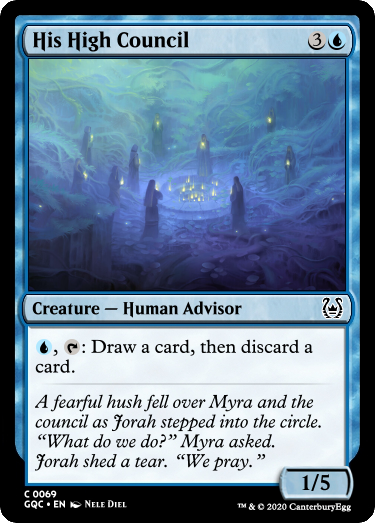 His High Council 3
Creature — Human Advisor
: Draw a card, then discard a
card.
A fearful hush fell over Myra and the
council as Jorah stepped into the circle.
“What do we do?” Myra asked.
Jorah shed a tear. “We pray.”
1/5
C 0069
GQC • EN Nele Diel
™ & © 2020 CanterburyEgg